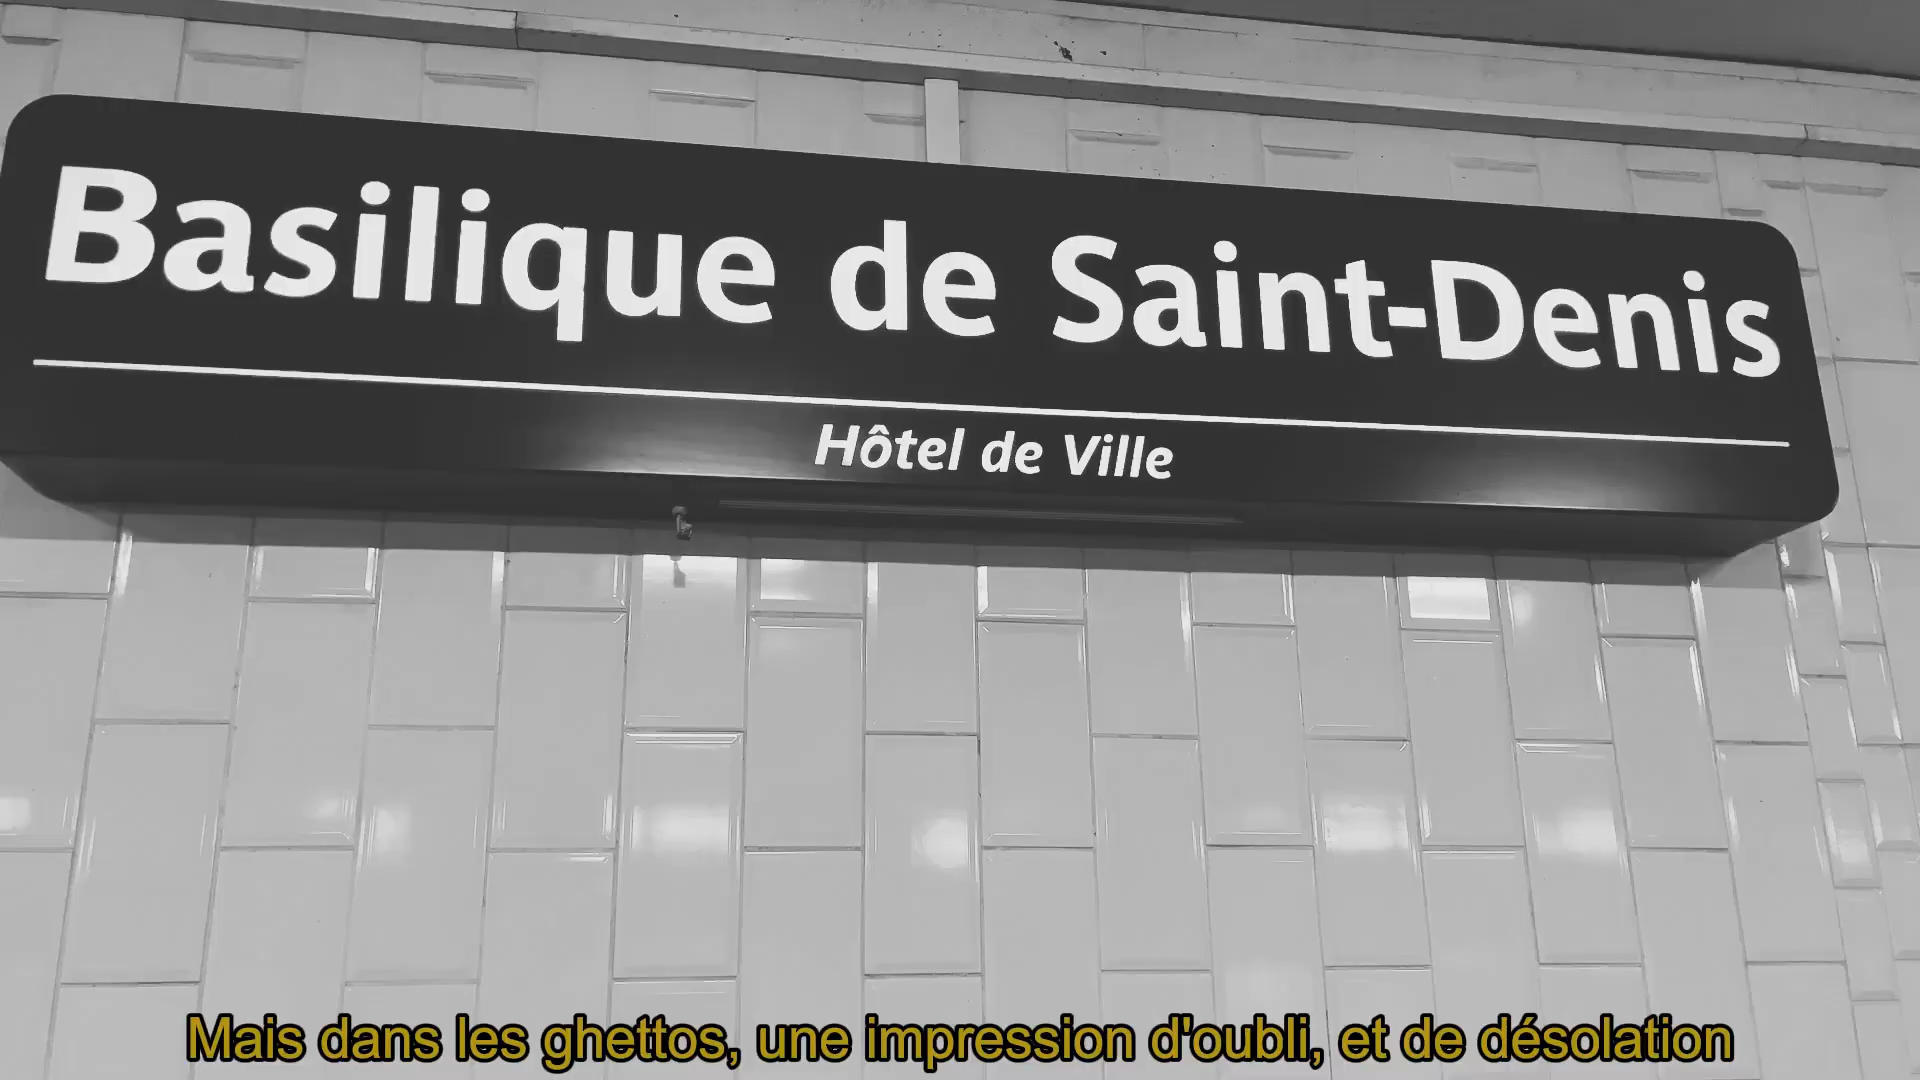 Basilique de Saint-Denis
Hôtel de Ville
Mais dans les ghettos, une impression d'oubli, et de désolation